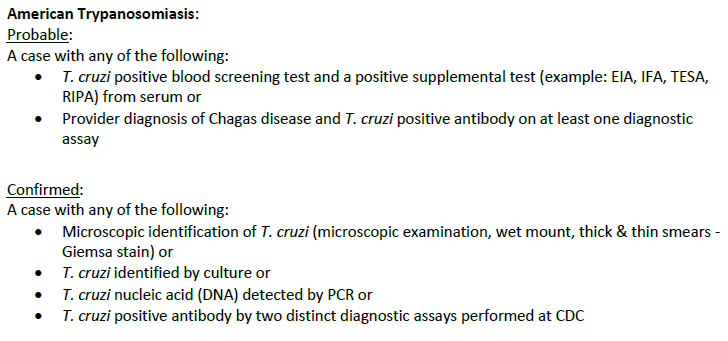 American Trypanosomiasis:
Probable:
A case with any of the following:
• T. cruzi positive blood screening test and a positive supplemental test (example: EIA, IFA, TESA,
RIPA) from serum or
• Provider diagnosis of Chagas disease and T. cruzi positive antibody on at least one diagnostic
assay
Confirmed:
A case with any of the following:
• Microscopic identification of T. cruzi (microscopic examination, wet mount, thick & thin smears -
Giemsa stain) or
• T. cruzi identified by culture or
• T. cruzi nucleic acid (DNA) detected by PCR or
• T. cruzi positive antibody by two distinct diagnostic assays performed at CDC